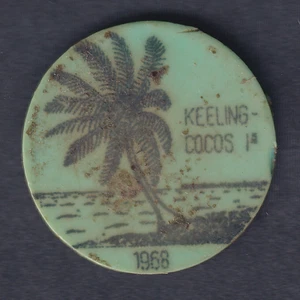 KEELING-
COCOS Iˢ
1968